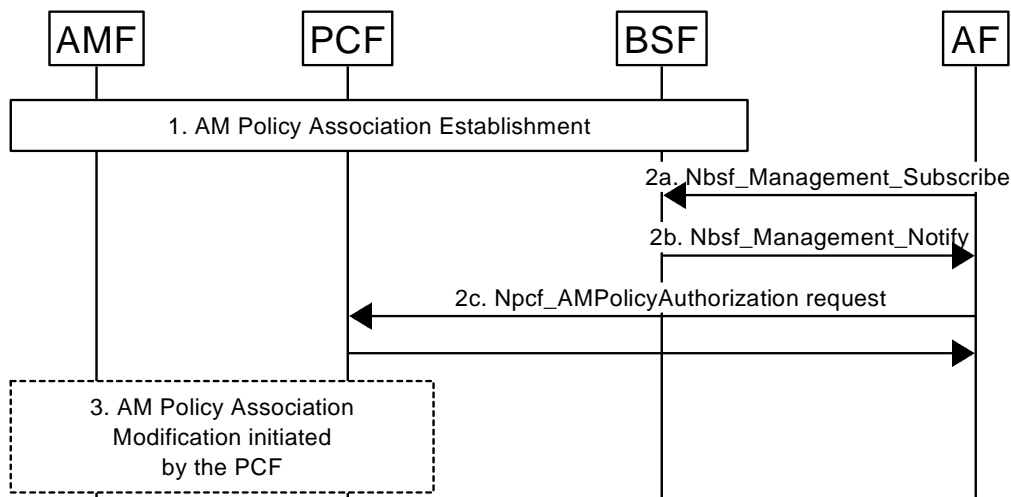 AMF PCF BSF AF
1. AM Policy Association Establishment
2a. Nbsf_Management_Subscribe
2b. Nbsf_Management_Notify
2c. Npcf_AMPolicyAuthorization request
3. AM Policy Association
Modification initiated
by the PCF